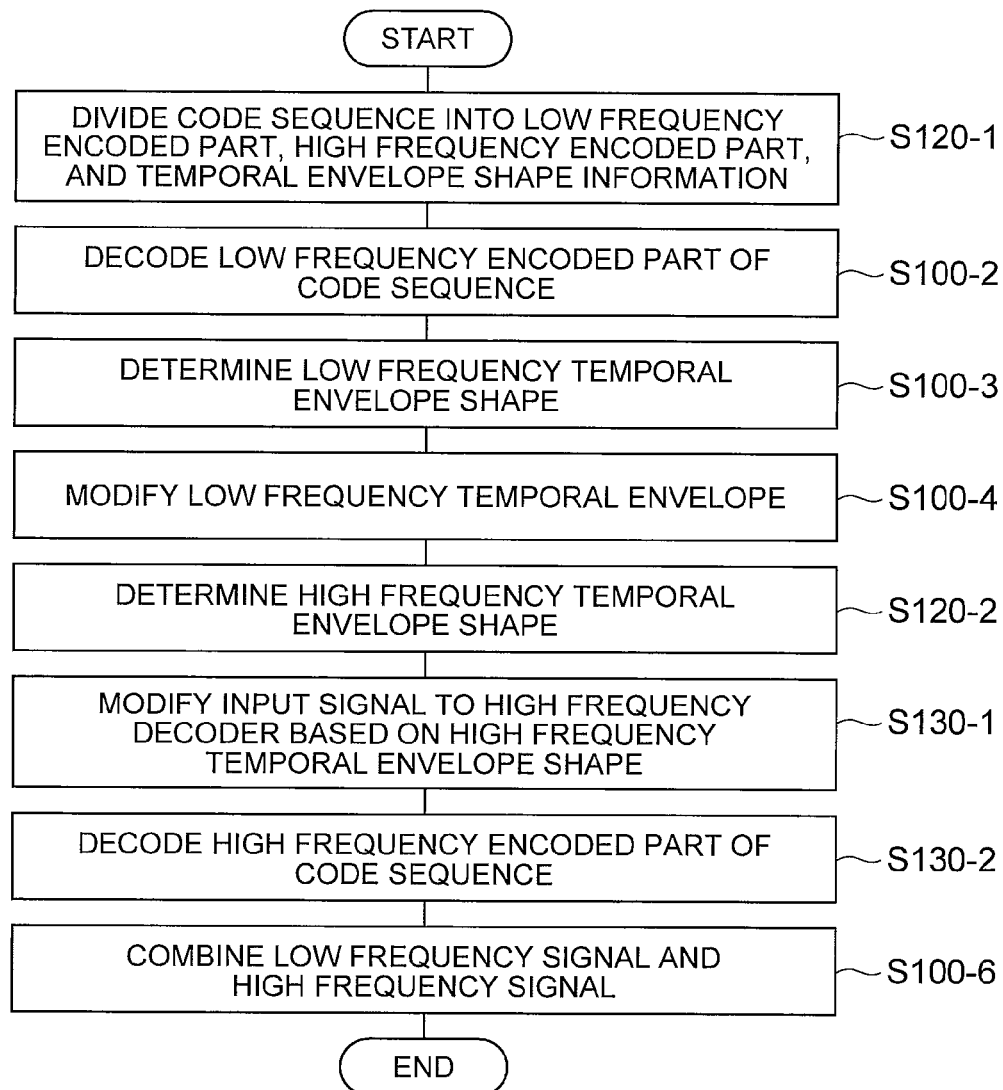 START
DIVIDE CODE SEQUENCE INTO LOW FREQUENCY
ENCODED PART, HIGH FREQUENCY ENCODED PART,
AND TEMPORAL ENVELOPE SHAPE INFORMATION
S120-1
DECODE LOW FREQUENCY ENCODED PART OF
CODE SEQUENCE
S100-2
DETERMINE LOW FREQUENCY TEMPORAL
ENVELOPE SHAPE
S100-3
MODIFY LOW FREQUENCY TEMPORAL ENVELOPE
S100-4
DETERMINE HIGH FREQUENCY TEMPORAL
ENVELOPE SHAPE
S120-2
MODIFY INPUT SIGNAL TO HIGH FREQUENCY
DECODER BASED ON HIGH FREQUENCY
TEMPORAL ENVELOPE SHAPE
S130-1
DECODE HIGH FREQUENCY ENCODED PART OF
CODE SEQUENCE
S130-2
COMBINE LOW FREQUENCY SIGNAL AND
HIGH FREQUENCY SIGNAL
S100-6
END